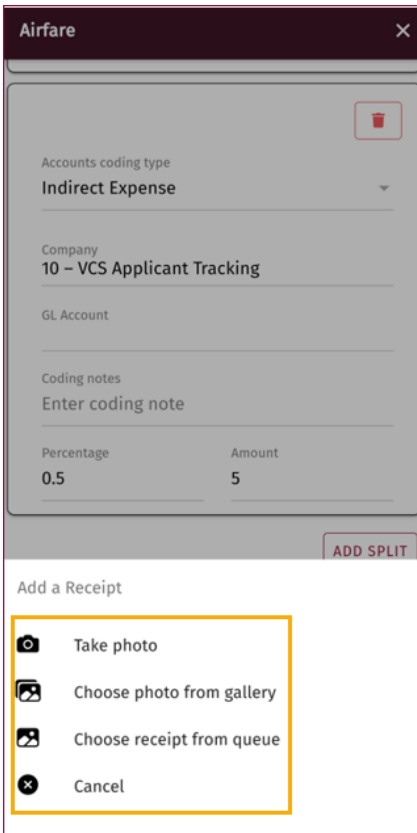 Airfare
Accounts coding type
Indirect Expense
Company
10 – VCS Applicant Tracking
GL Account
Coding notes
Enter coding note
Percentage Amount
0.5 5
ADD SPLIT
Add a Receipt
Take photo
Choose photo from gallery
Choose receipt from queue
Cancel